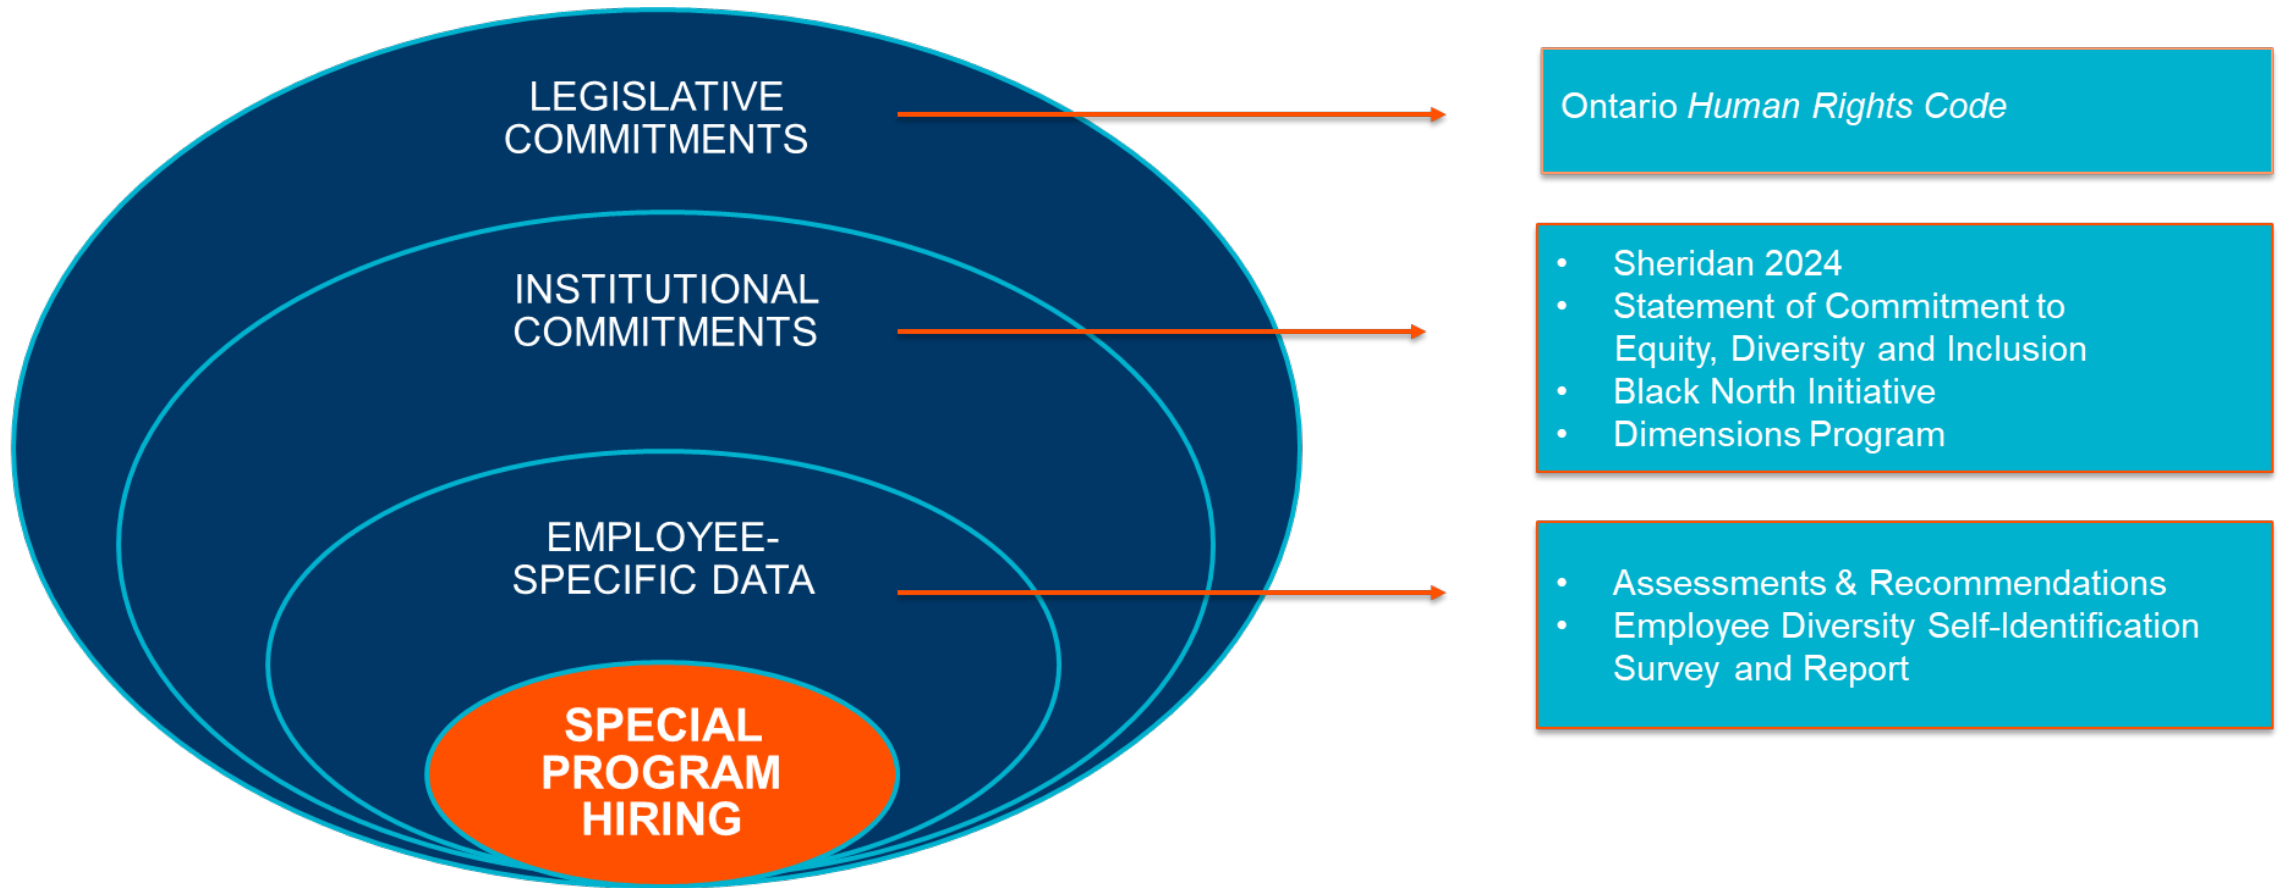 LEGISLATIVE
COMMITMENTS
Ontario Human Rights Code
INSTITUTIONAL
COMMITMENTS
• Sheridan 2024
• Statement of Commitment to
Equity, Diversity and Inclusion
• Black North Initiative
• Dimensions Program
EMPLOYEE-
SPECIFIC DATA
• Assessments & Recommendations
• Employee Diversity Self-Identification
Survey and Report
SPECIAL
PROGRAM
HIRING